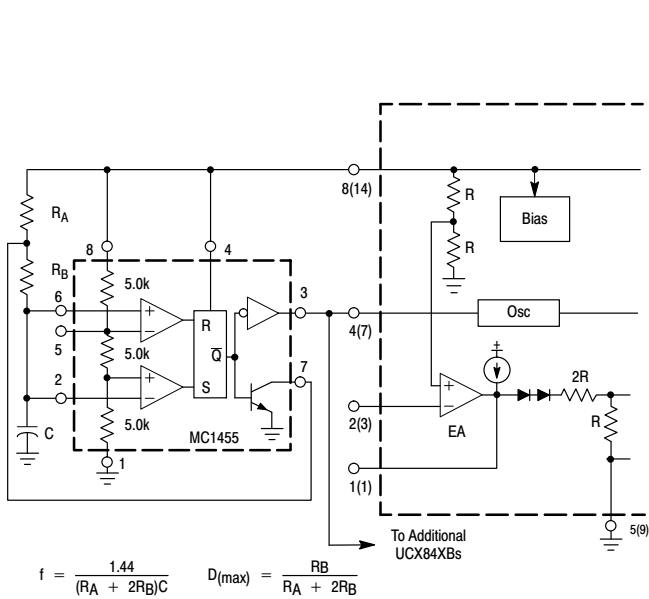 8(14)
R
Bias
R
RA
8
4
RB
5.0k
6
3
+
−
R
4(7)
Osc
5
5.0k
Q̅
+
7
2R
2
+
−
S
+
−
EA
2(3)
R
C
5.0k
MC1455
1
1(1)
5(9)
To Additional
UCX84XBs
f = 1.44 / (RA + 2RB)C
D(max) = RB / RA + 2RB